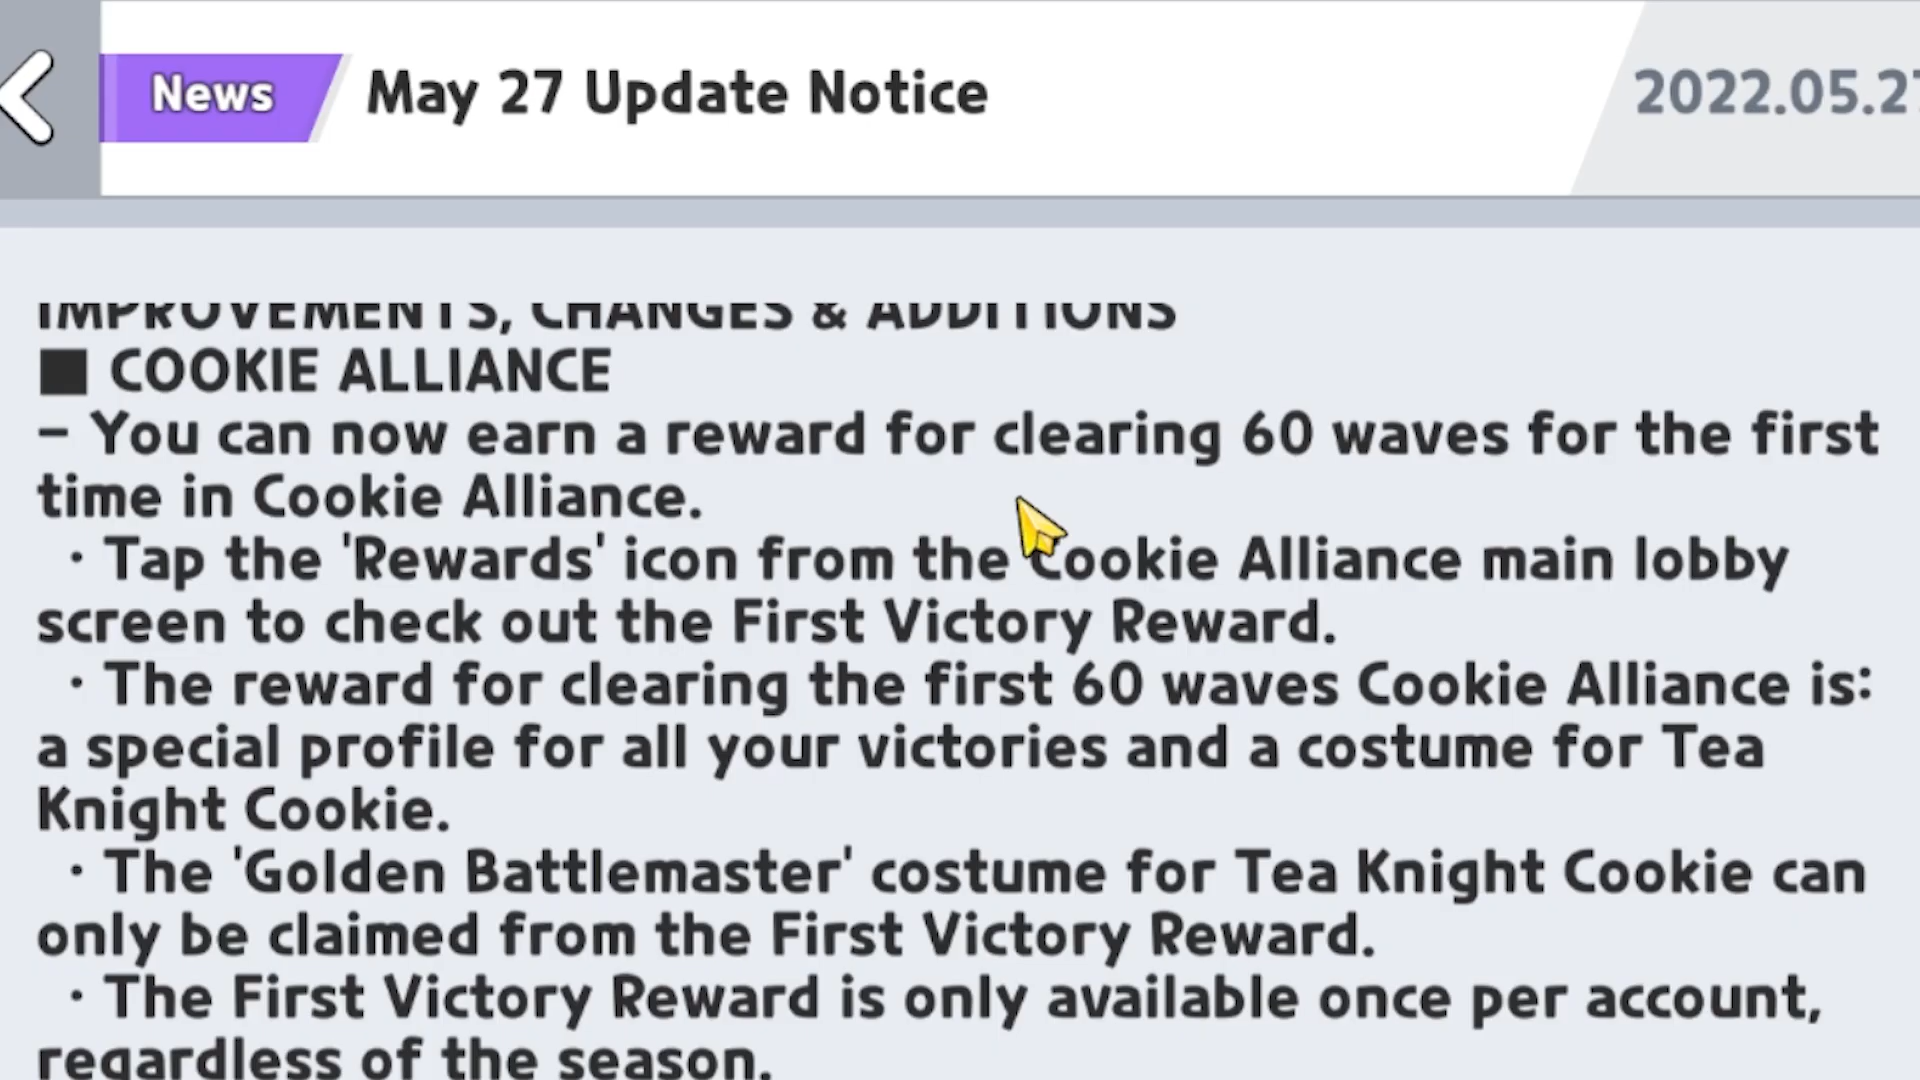 News May 27 Update Notice 2022.05.27
IMPROVEMENTS, CHANGES & ADDITIONS
■ COOKIE ALLIANCE
- You can now earn a reward for clearing 60 waves for the first
time in Cookie Alliance.
· Tap the 'Rewards' icon from the Cookie Alliance main lobby
screen to check out the First Victory Reward.
· The reward for clearing the first 60 waves Cookie Alliance is:
a special profile for all your victories and a costume for Tea
Knight Cookie.
· The 'Golden Battlemaster' costume for Tea Knight Cookie can
only be claimed from the First Victory Reward.
· The First Victory Reward is only available once per account,
regardless of the season.